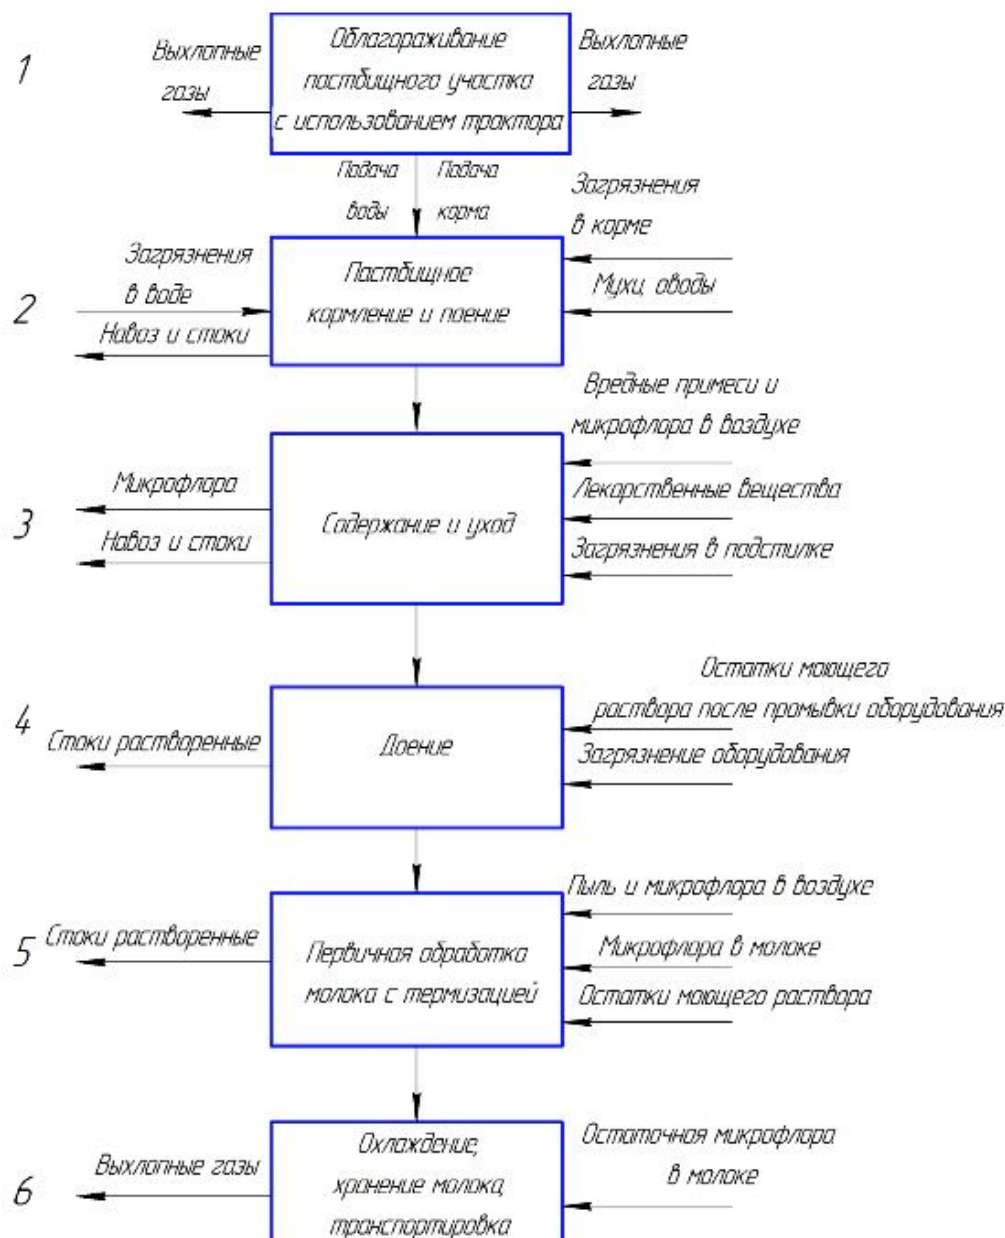 1
Выхлопные
газы
Облагораживание
пастбищного участка
с использованием трактора
Выхлопные
газы
Подача
воды
Подача
корма
2
Загрязнения
в воде
Навоз и стоки
Пастбищное
кормление и поение
Загрязнения
в корме
Мухи, оводы
3
Микрофлора
Навоз и стоки
Содержание и уход
Вредные примеси и
микрофлора в воздухе
Лекарственные вещества
Загрязнения в подстилке
4
Стоки растворенные
Доение
Остатки моющего
раствора после промывки оборудования
Загрязнение оборудования
5
Стоки растворенные
Первичная обработка
молока с термизацией
Пыль и микрофлора в воздухе
Микрофлора в молоке
Остатки моющего раствора
6
Выхлопные газы
Охлаждение,
хранение молока,
транспортировка
Остаточная микрофлора
в молоке